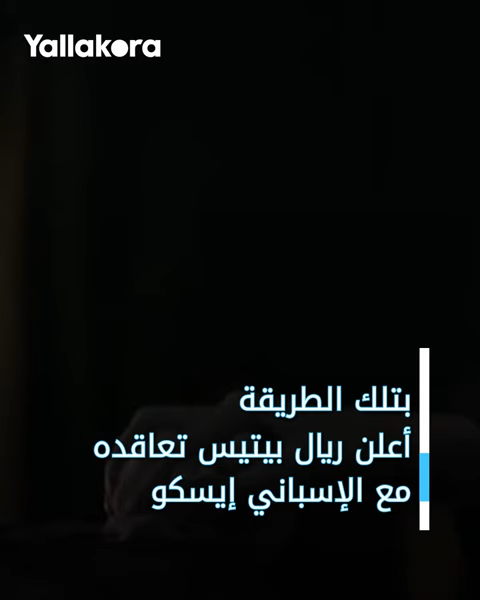 Yallakora
بتلك الطريقة
أعلن ريال بيتيس تعاقده
مع الإسباني إيسكو